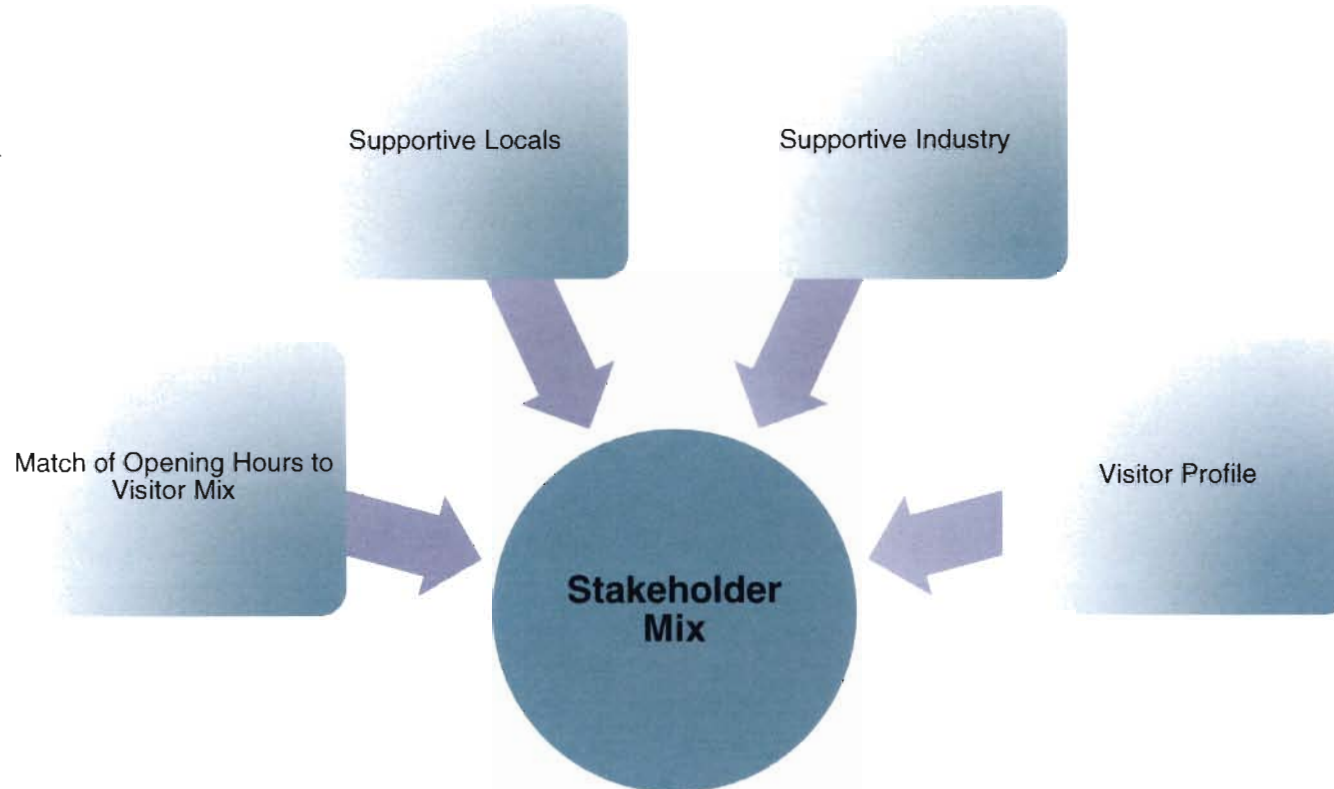 Supportive Locals
Supportive Industry
Match of Opening Hours to
Visitor Mix
Visitor Profile
Stakeholder
Mix